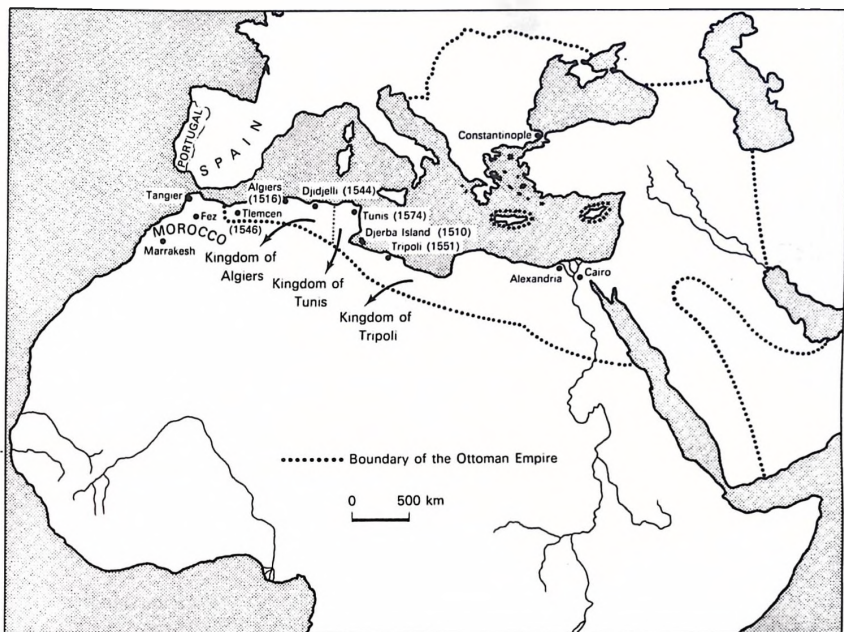 Constantinople
PORTUGAL
SPAIN
Tangier
Algiers
(1516)
Djidjelli (1544)
Fez
Tlemcen
(1546)
Tunis (1574)
Djerba Island (1510)
Tripoli (1551)
MOROCCO
Marrakesh
Kingdom of
Algiers
Kingdom of
Tunis
Kingdom of
Tripoli
Alexandria
Cairo
Boundary of the Ottoman Empire
0 500 km